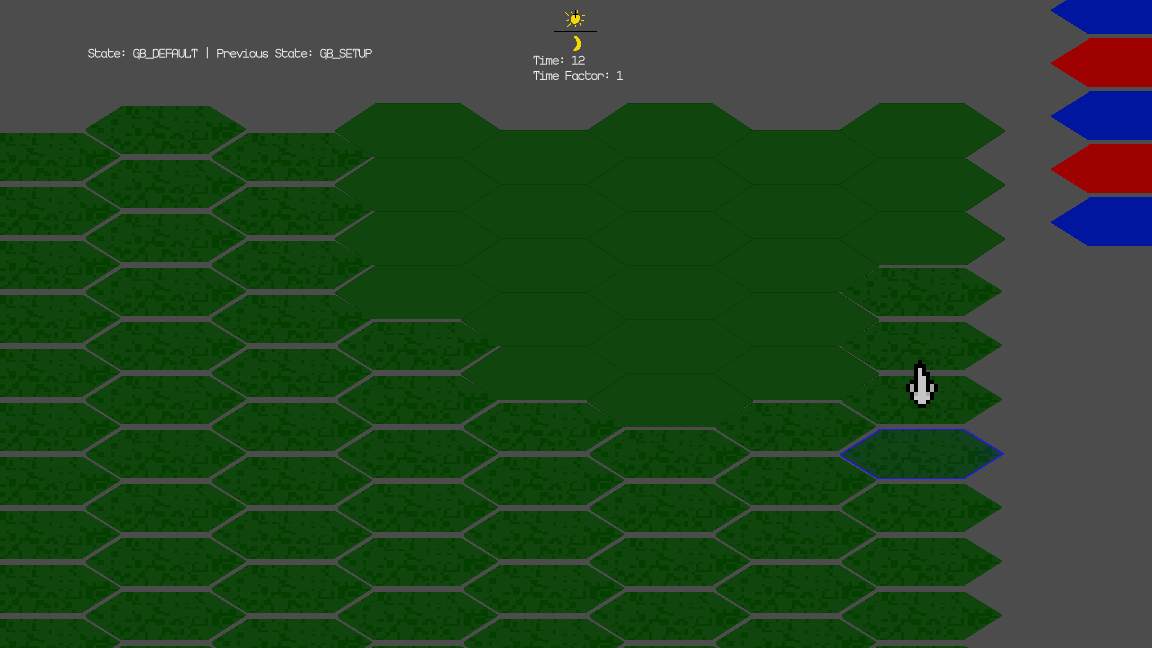 State: GB_DEFAULT | Previous State: GB_SETUP
Time: 12
Time Factor: 1